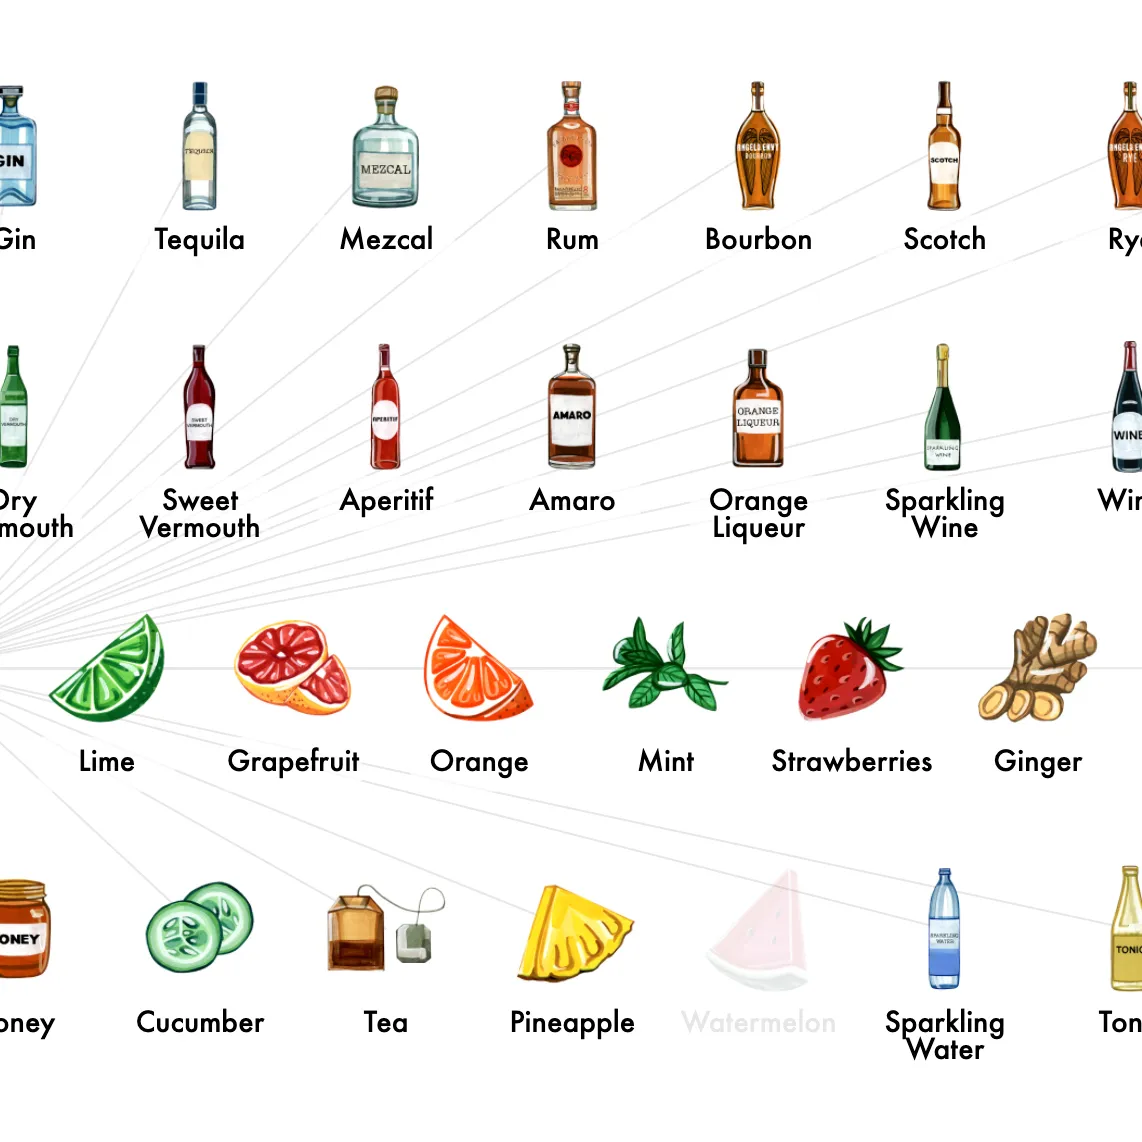 GIN
TEQUILA
MEZCAL
ANGEL'S ENVY
BOURBON
SCOTCH
ANGEL'S ENVY
RYE
Gin
Tequila
Mezcal
Rum
Bourbon
Scotch
Ry
DRY
VERMOUTH
SWEET
VERMOUTH
APERITIF
AMARO
ORANGE
LIQUEUR
SPARKLING
WINE
WINE
Dry
mouth
Sweet
Vermouth
Aperitif
Amaro
Orange
Liqueur
Sparkling
Wine
Win
Lime
Grapefruit
Orange
Mint
Strawberries
Ginger
ONEY
SPARKLING
WATER
TONIC
oney
Cucumber
Tea
Pineapple
Watermelon
Sparkling
Water
Ton